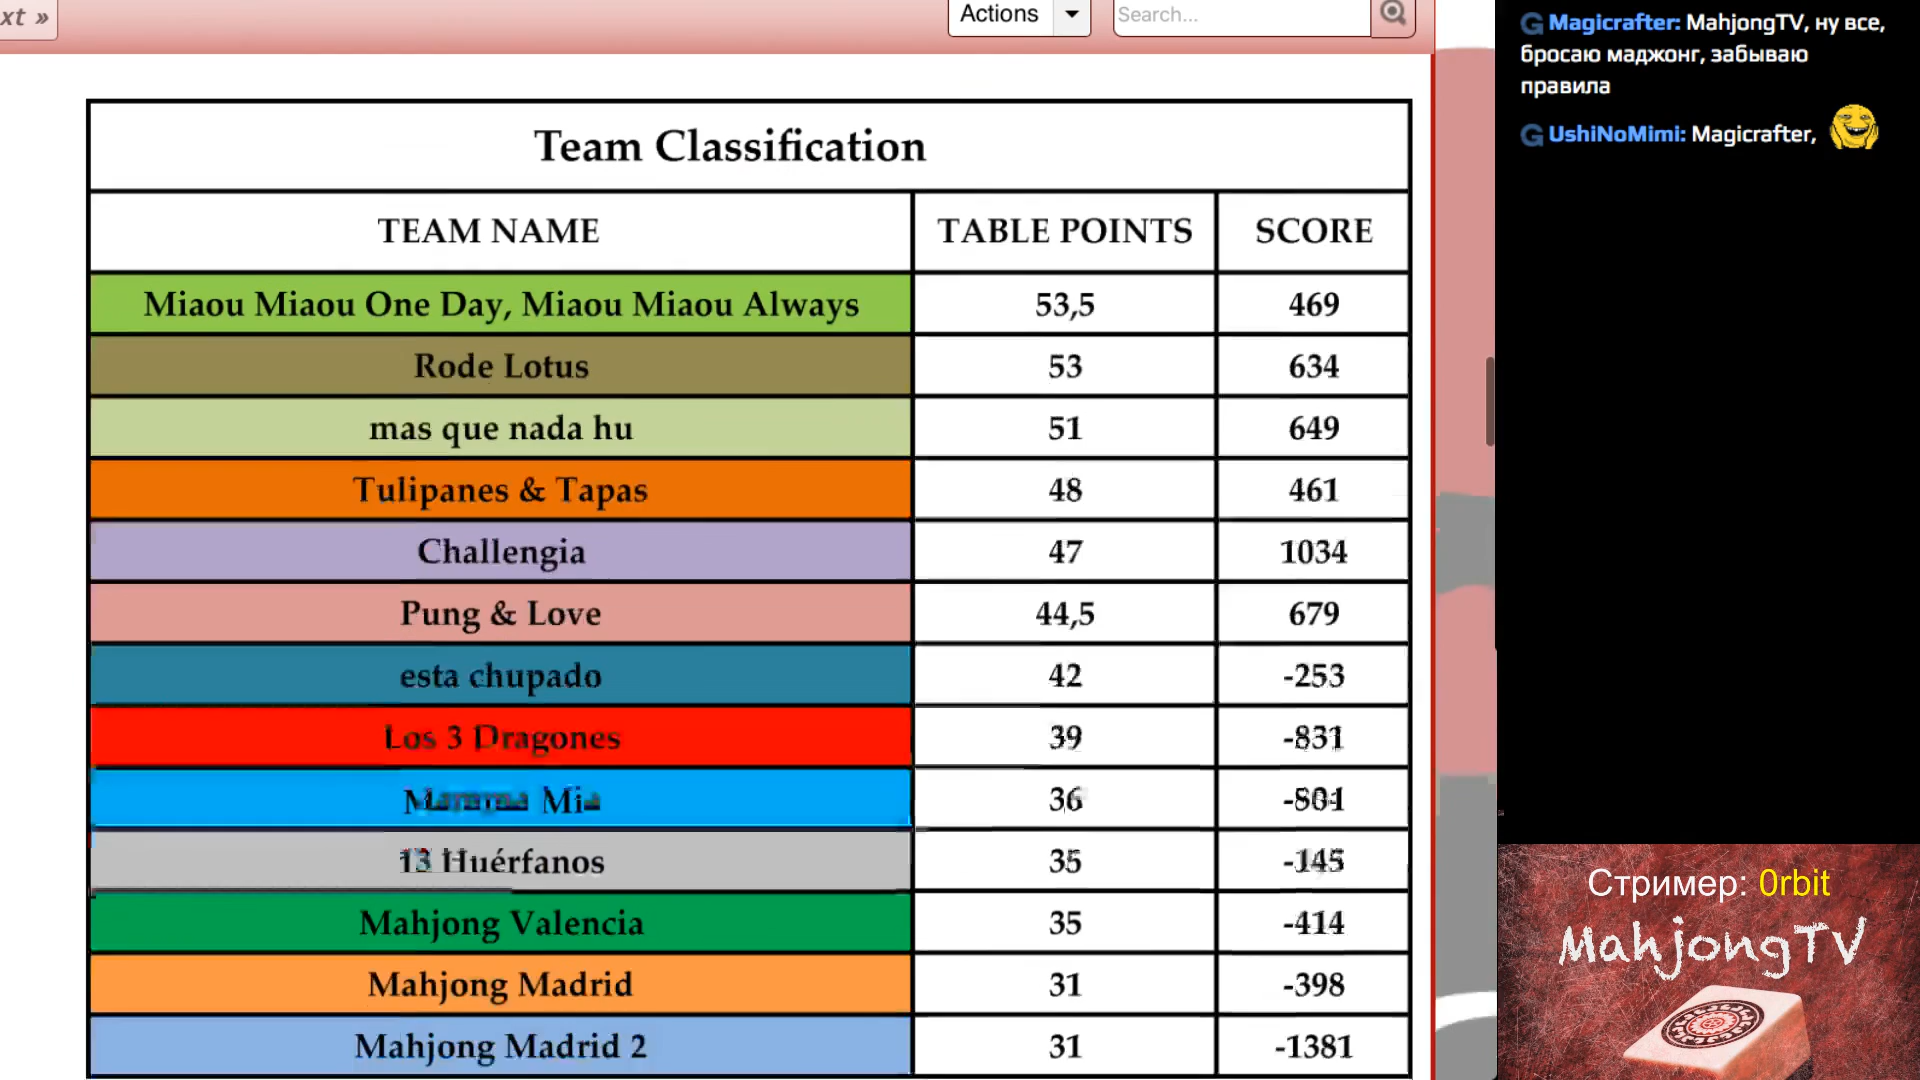 xt »
Actions
Search...
Team Classification
TEAM NAME TABLE POINTS SCORE
Miaou Miaou One Day, Miaou Miaou Always 53,5 469
Rode Lotus 53 634
mas que nada hu 51 649
Tulipanes & Tapas 48 461
Challengia 47 1034
Pung & Love 44,5 679
esta chupado 42 -253
Los 3 Dragones 39 -831
Mamma Mia 36
13 Huérfanos 35 -145
Mahjong Valencia 35 -414
Mahjong Madrid 31 -398
Mahjong Madrid 2 31 -1381
Magicrafter: MahjongTV, ну все,
бросаю маджонг, забываю
правила
UshiNoMimi: Magicrafter,
Стример: 0rbit
MahjongTV